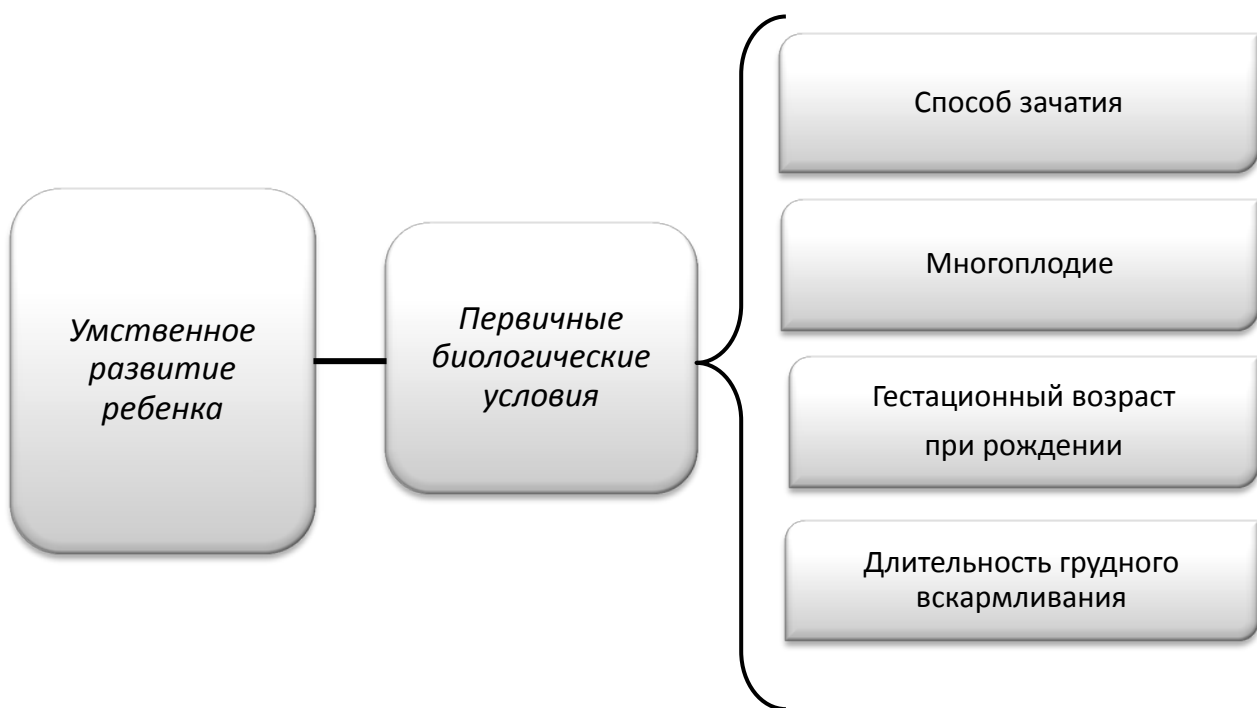 Умственное
развитие
ребенка
Первичные
биологические
условия
Способ зачатия
Многоплодие
Гестационный возраст
при рождении
Длительность грудного
вскармливания